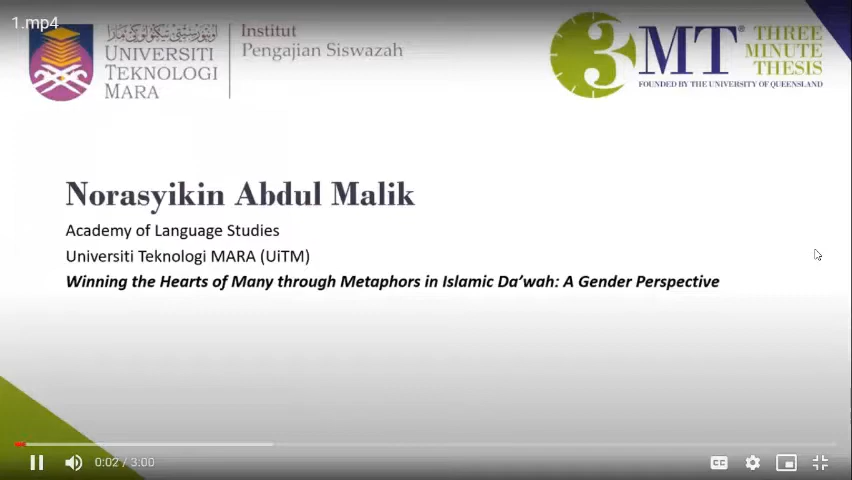 1.mp4
UNIVERSITI
TEKNOLOGI
MARA
Institut
Pengajian Siswazah
3MT® THREE
MINUTE
THESIS
FOUNDED BY THE UNIVERSITY OF QUEENSLAND
Norasyikin Abdul Malik
Academy of Language Studies
Universiti Teknologi MARA (UiTM)
Winning the Hearts of Many through Metaphors in Islamic Da’wah: A Gender Perspective
0:02 / 3:00
CC